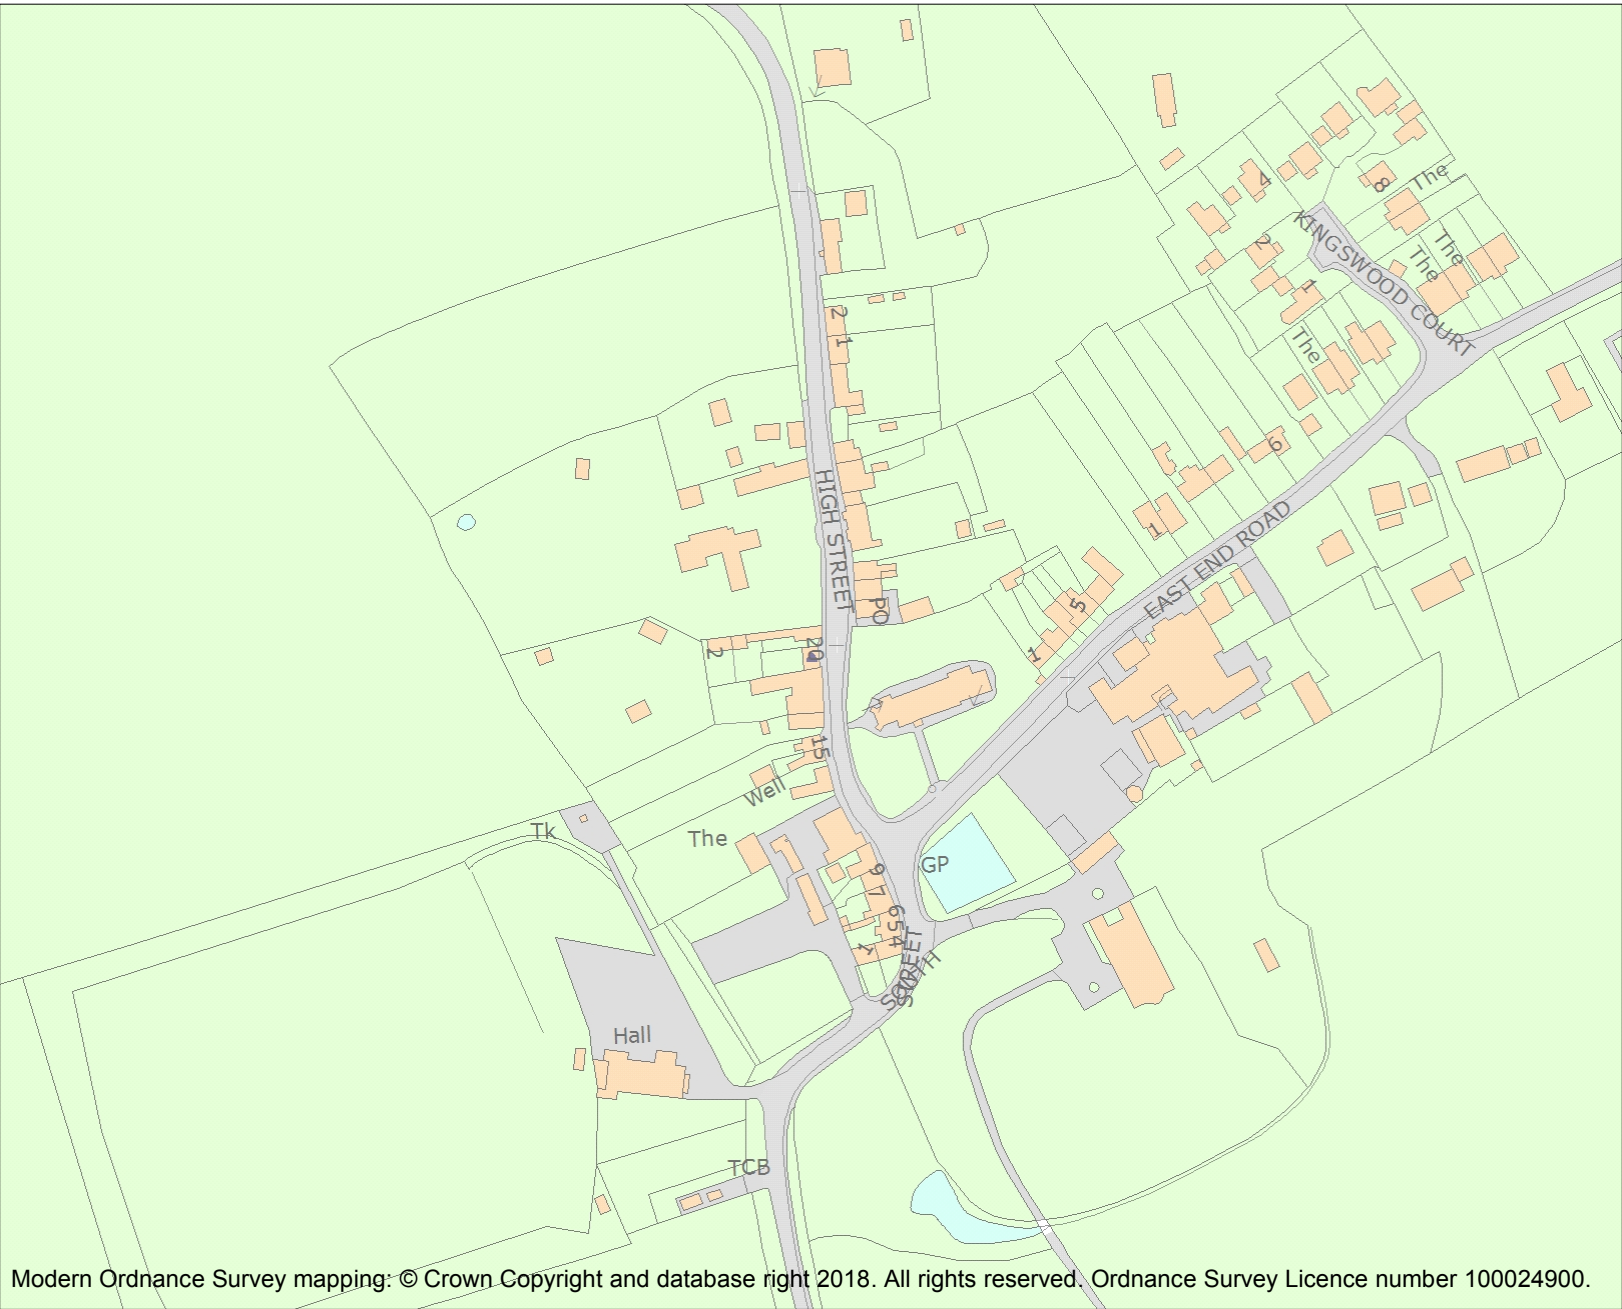 4
8
The
KINGSWOOD COURT
2
The
The
1
The
2
1
6
HIGH STREET
1
EAST END ROAD
PO
5
20
2
1
15
Well
Tk
The
GP
9
7
6
5
4
1
SOUTH
STREET
Hall
TCB
Modern Ordnance Survey mapping: © Crown Copyright and database right 2018. All rights reserved. Ordnance Survey Licence number 100024900.